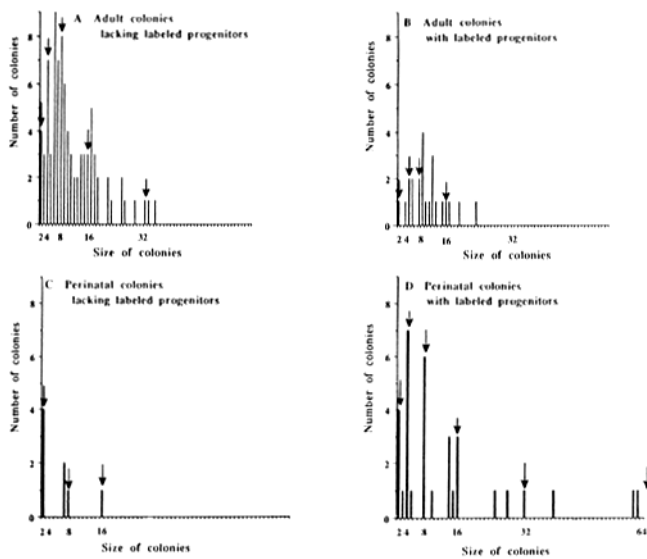 A Adult colonies
lacking labeled progenitors
Number of colonies
8
6
4
2
0
2 4 8 16 32
Size of colonies
B Adult colonies
with labeled progenitors
Number of colonies
8
6
4
2
0
2 4 8 16 32
Size of colonies
C Perinatal colonies
lacking labeled progenitors
Number of colonies
8
6
4
2
0
2 4 8 16
Size of colonies
D Perinatal colonies
with labeled progenitors
Number of colonies
8
6
4
2
0
2 4 8 16 32 64
Size of colonies